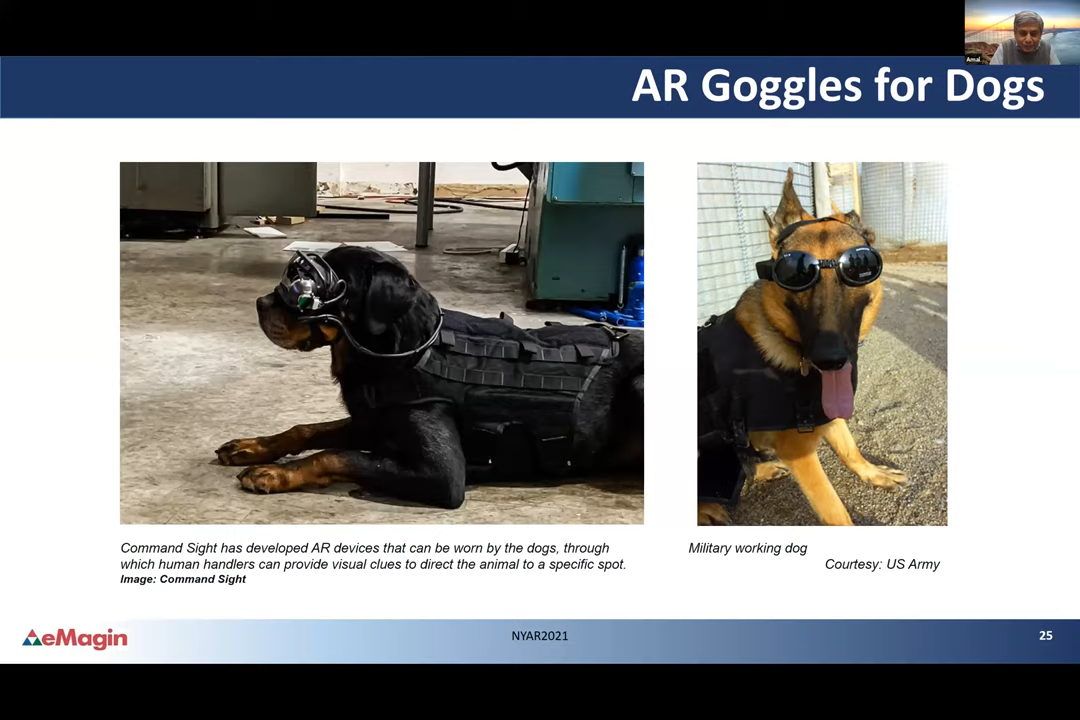 Amal
AR Goggles for Dogs
Command Sight has developed AR devices that can be worn by the dogs, through
which human handlers can provide visual clues to direct the animal to a specific spot.
Image: Command Sight
Military working dog
Courtesy: US Army
eMagin
NYAR2021
25